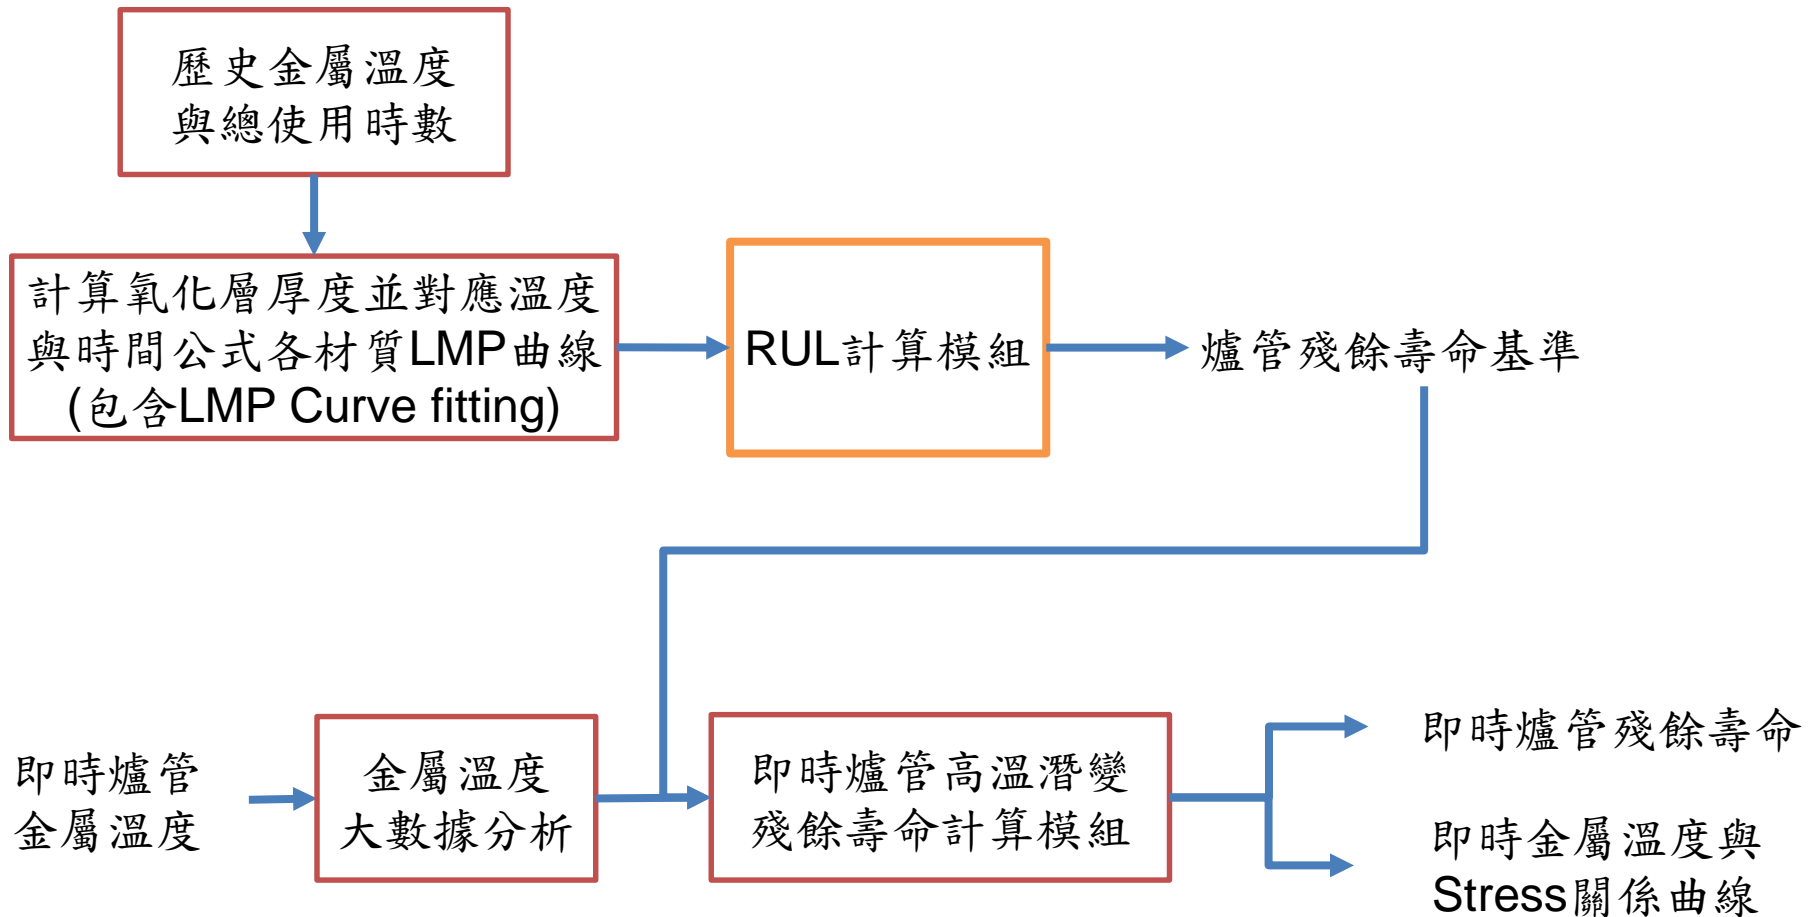 歷史金屬溫度
與總使用時數
計算氧化層厚度並對應溫度
與時間公式各材質LMP曲線
(包含LMP Curve fitting)
RUL計算模組
爐管殘餘壽命基準
即時爐管
金屬溫度
金屬溫度
大數據分析
即時爐管高溫潛變
殘餘壽命計算模組
即時爐管殘餘壽命
即時金屬溫度與
Stress關係曲線